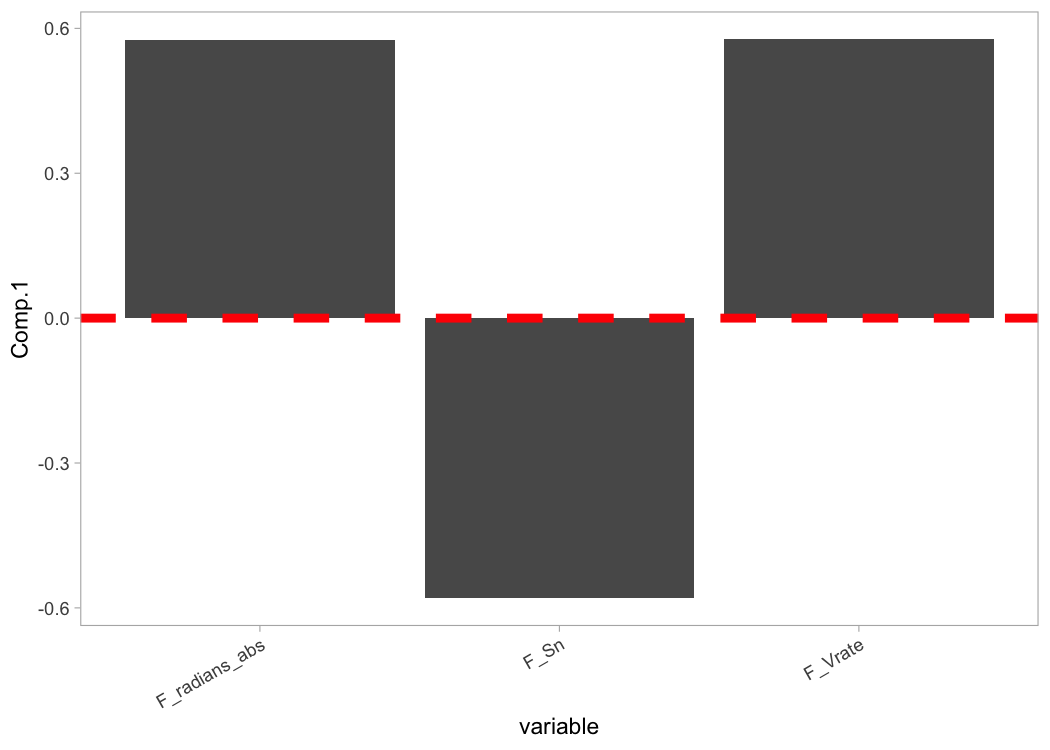 0.6
0.3
0.0
-0.3
-0.6
Comp.1
F_radians_abs
F_Sn
F_Vrate
variable